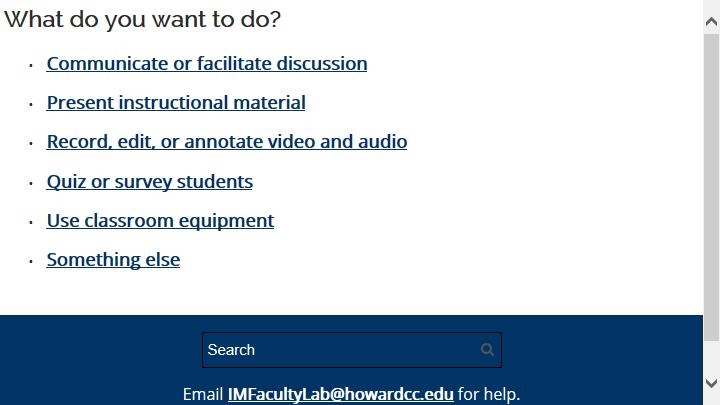 What do you want to do?
Communicate or facilitate discussion
Present instructional material
Record, edit, or annotate video and audio
Quiz or survey students
Use classroom equipment
Something else
Search
Email IMFacultyLab@howardcc.edu for help.